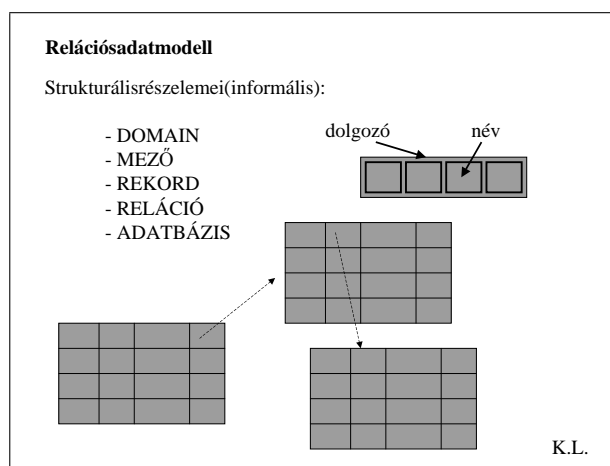 Relációsadatmodell
Strukturálisrészelemei(informális):
- DOMAIN
- MEZŐ
- REKORD
- RELÁCIÓ
- ADATBÁZIS
dolgozó
név
K.L.